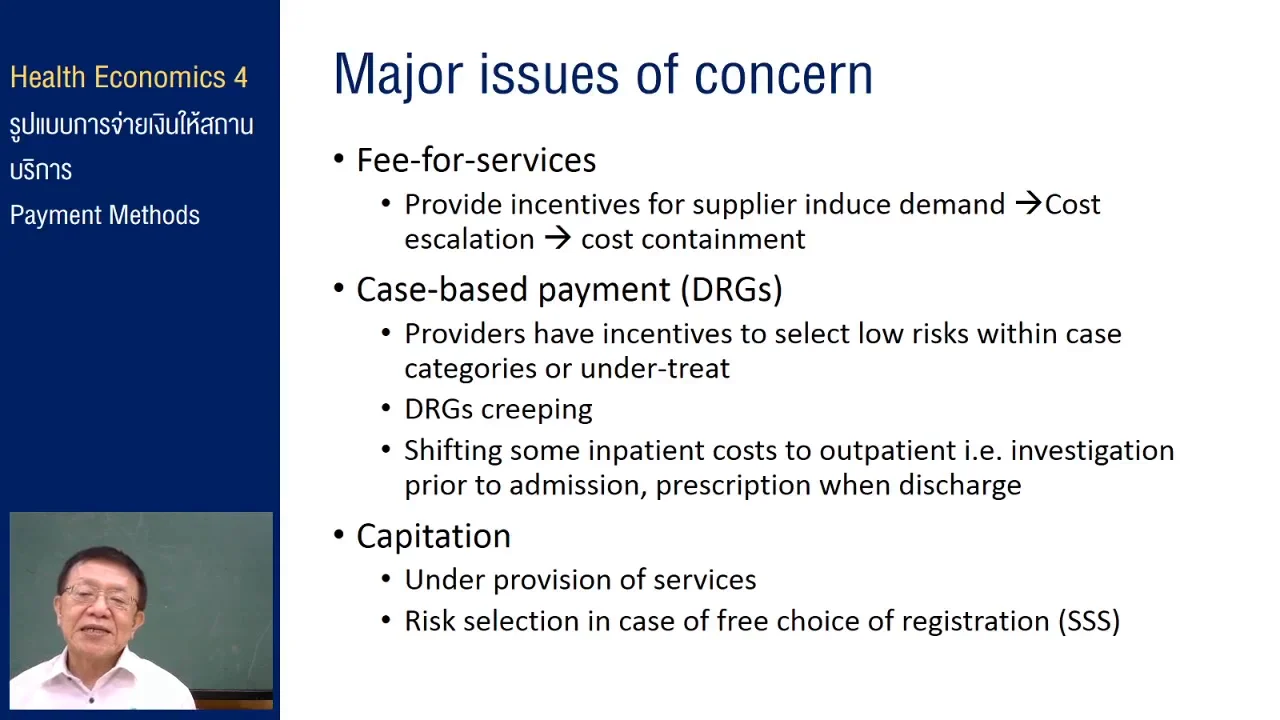 Health Economics 4
รูปแบบการจ่ายเงินให้สถาน
บริการ
Payment Methods
Major issues of concern
• Fee-for-services
• Provide incentives for supplier induce demand →Cost
escalation → cost containment
• Case-based payment (DRGs)
• Providers have incentives to select low risks within case
categories or under-treat
• DRGs creeping
• Shifting some inpatient costs to outpatient i.e. investigation
prior to admission, prescription when discharge
• Capitation
• Under provision of services
• Risk selection in case of free choice of registration (SSS)